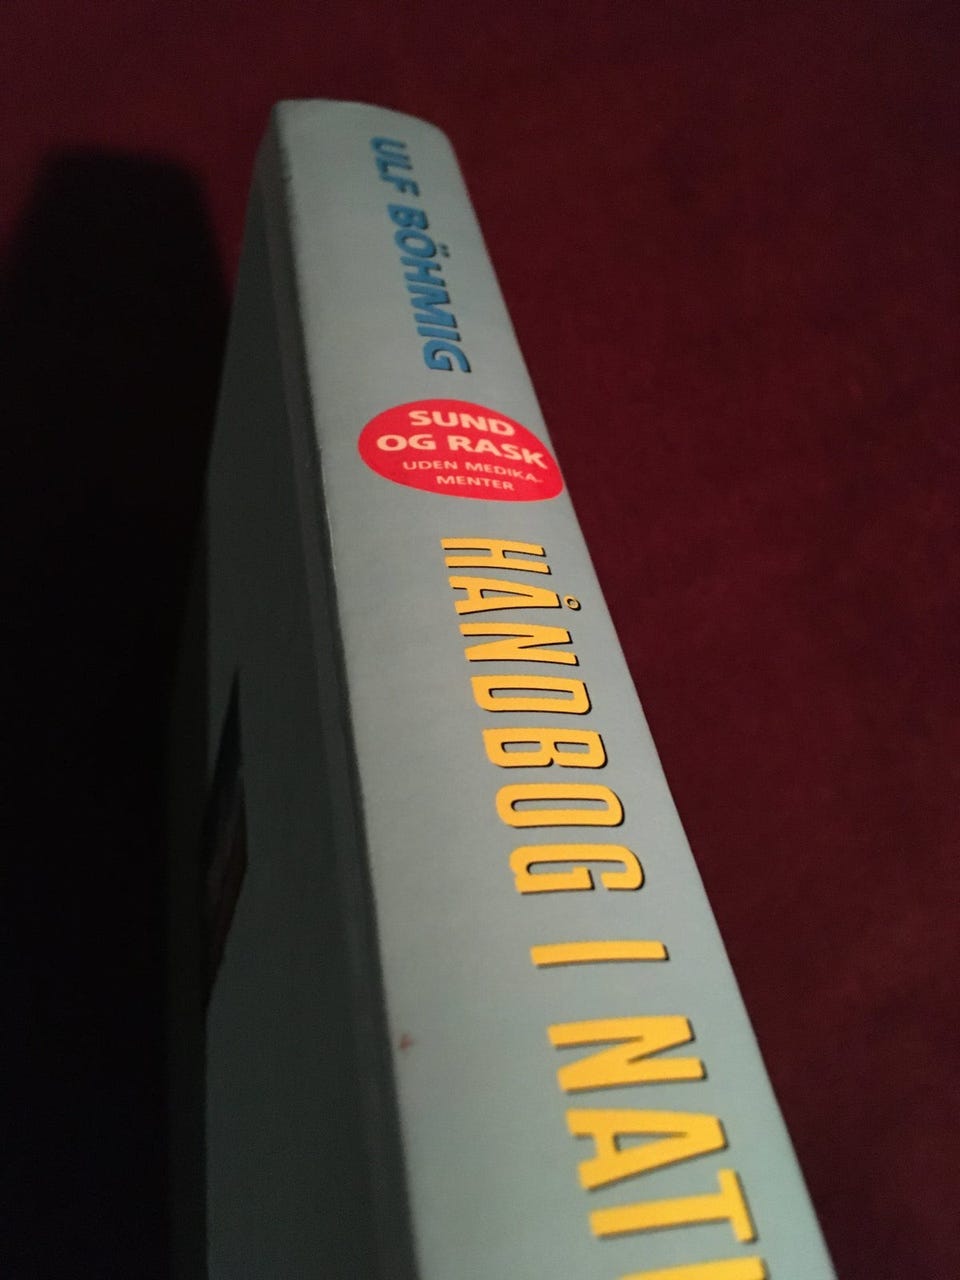 ULF BÖHMIG
SUND
OG RASK
UDEN MEDIKA-
MENTER
HÅNDBOG I NAT